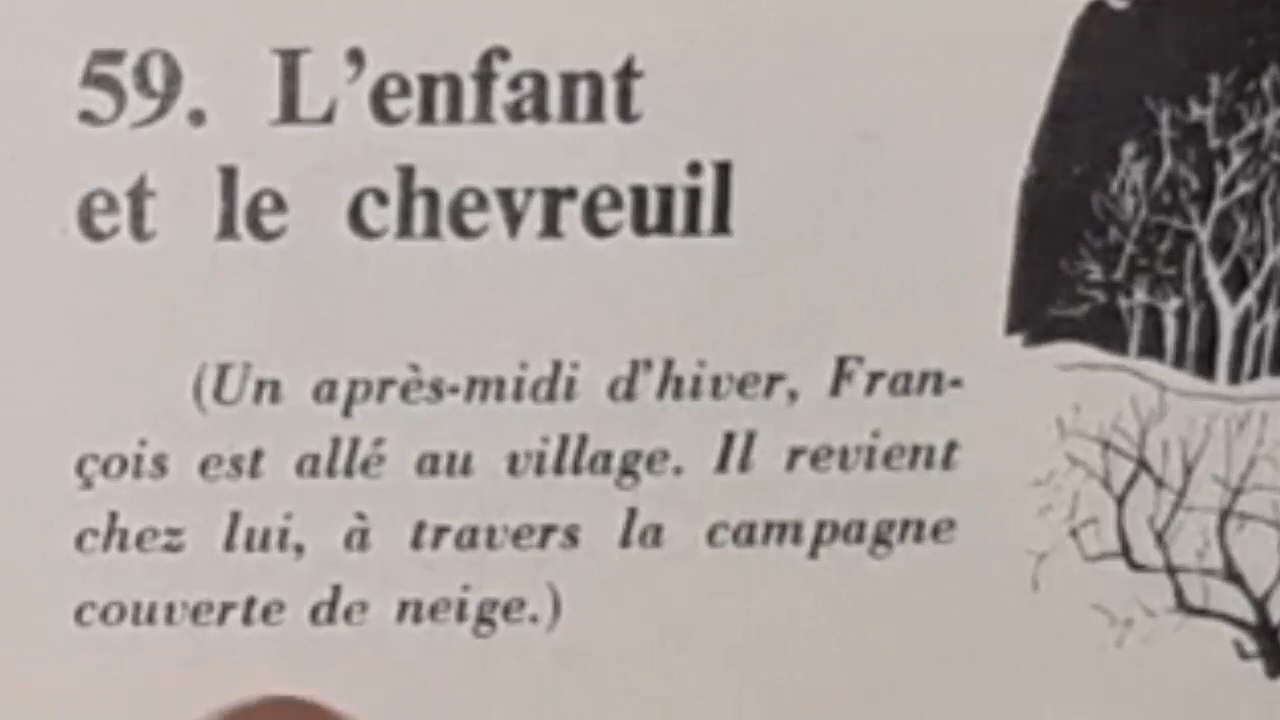 59. L'enfant
et le chevreuil
(Un après-midi d'hiver, Fran-
çois est allé au village. Il revient
chez lui, à travers la campagne
couverte de neige.)